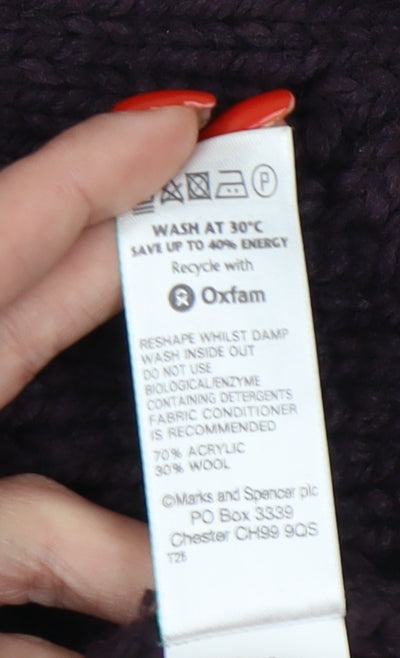 P
WASH AT 30°C
SAVE UP TO 40% ENERGY
Recycle with
Oxfam
RESHAPE WHILST DAMP
WASH INSIDE OUT
DO NOT USE
BIOLOGICAL/ENZYME
CONTAINING DETERGENTS
FABRIC CONDITIONER
IS RECOMMENDED
70% ACRYLIC
30% WOOL
©Marks and Spencer plc
PO Box 3339
Chester CH99 9QS
T26